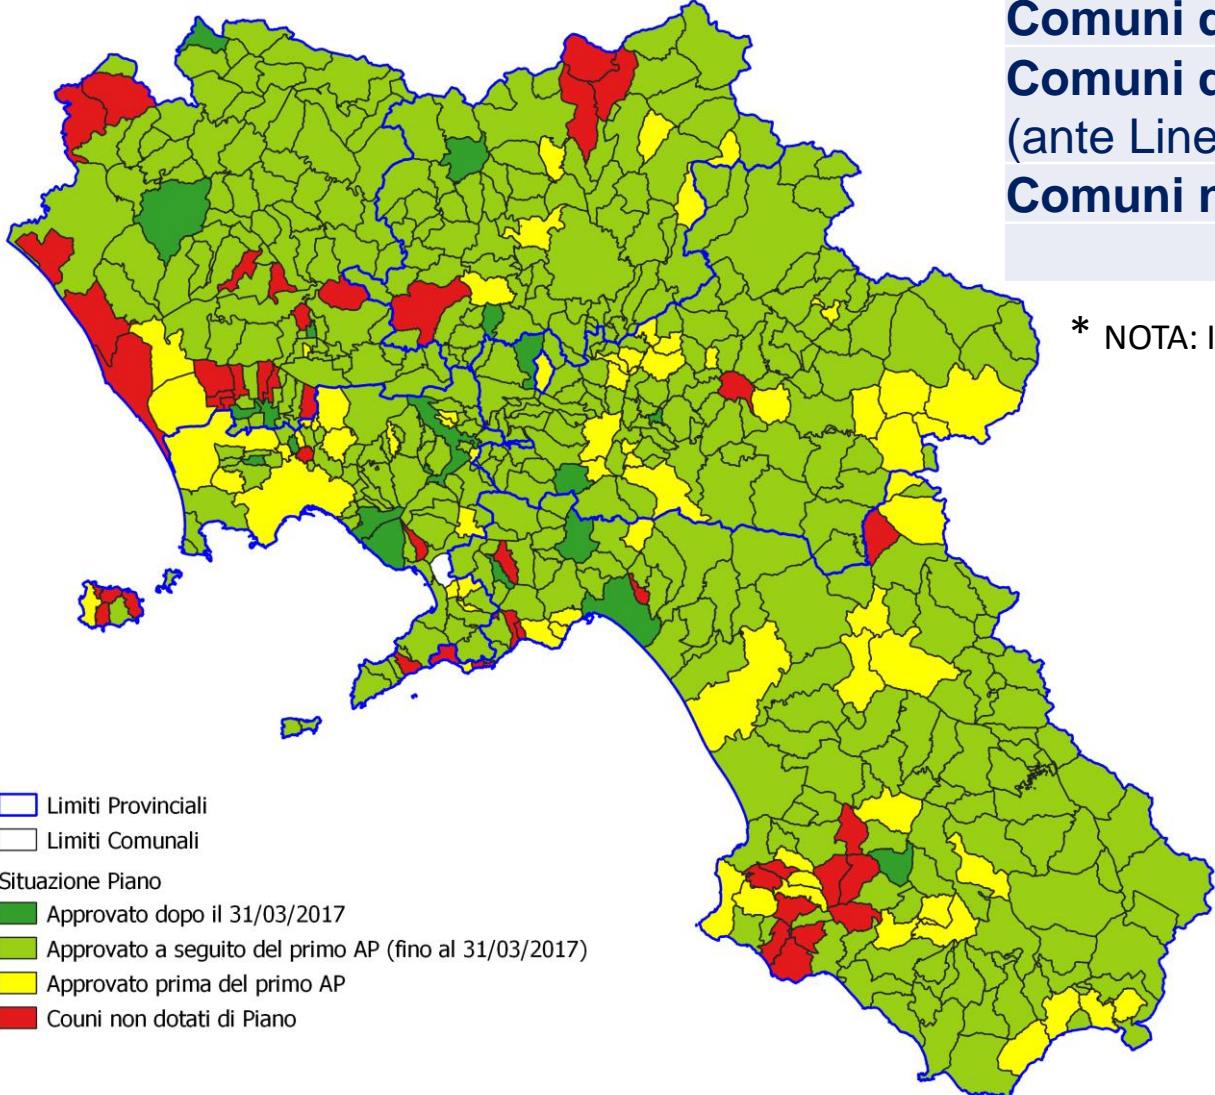 Comuni
Comuni
(ante
Comuni
* NOTA:
Limiti Provinciali
Limiti Comunali
Situazione Piano
Approvato dopo il 31/03/2017
Approvato a seguito del primo AP (fino al 31/03/2017)
Approvato prima del primo AP
Couni non dotati di Piano